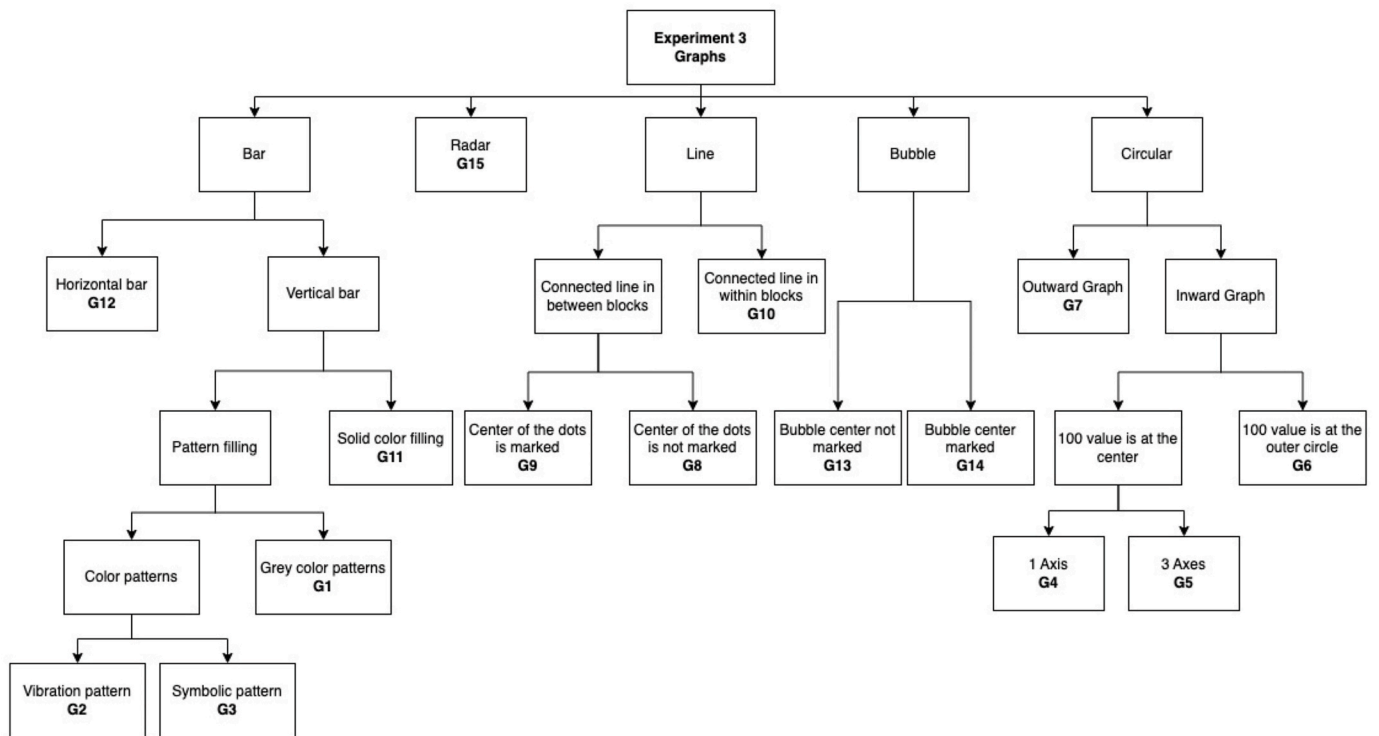 Experiment 3
Graphs
Bar
Radar
G15
Line
Bubble
Circular
Horizontal bar
G12
Vertical bar
Connected line in
between blocks
Connected line in
within blocks
G10
Outward Graph
G7
Inward Graph
Pattern filling
Solid color filling
G11
Center of the dots
is marked
G9
Center of the dots
is not marked
G8
Bubble center not
marked
G13
Bubble center
marked
G14
100 value is at the
center
100 value is at the
outer circle
G6
Color patterns
Grey color patterns
G1
1 Axis
G4
3 Axes
G5
Vibration pattern
G2
Symbolic pattern
G3